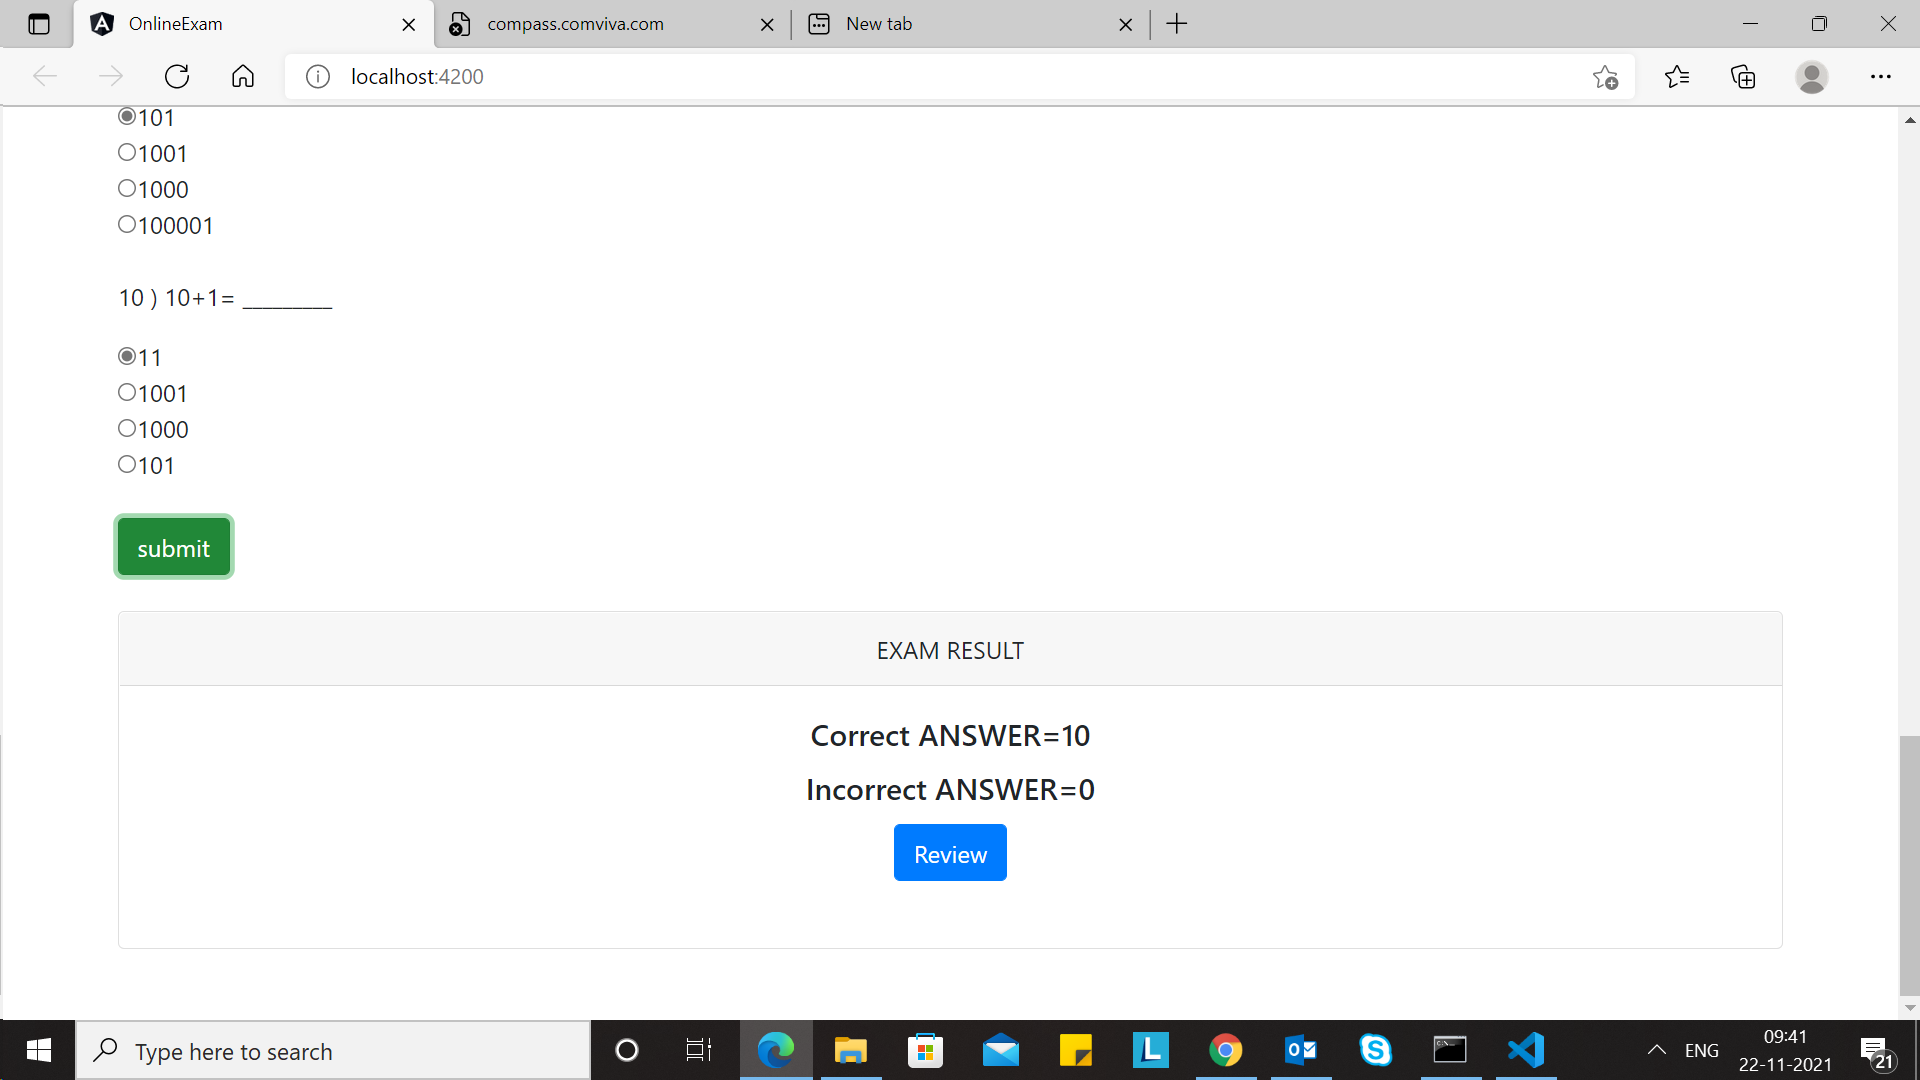 OnlineExam
compass.comviva.com
New tab
localhost:4200
101
1001
1000
100001
10 ) 10+1= _________
11
1001
1000
101
submit
EXAM RESULT
Correct ANSWER=10
Incorrect ANSWER=0
Review
Type here to search
L
S
ENG
09:41
22-11-2021
21